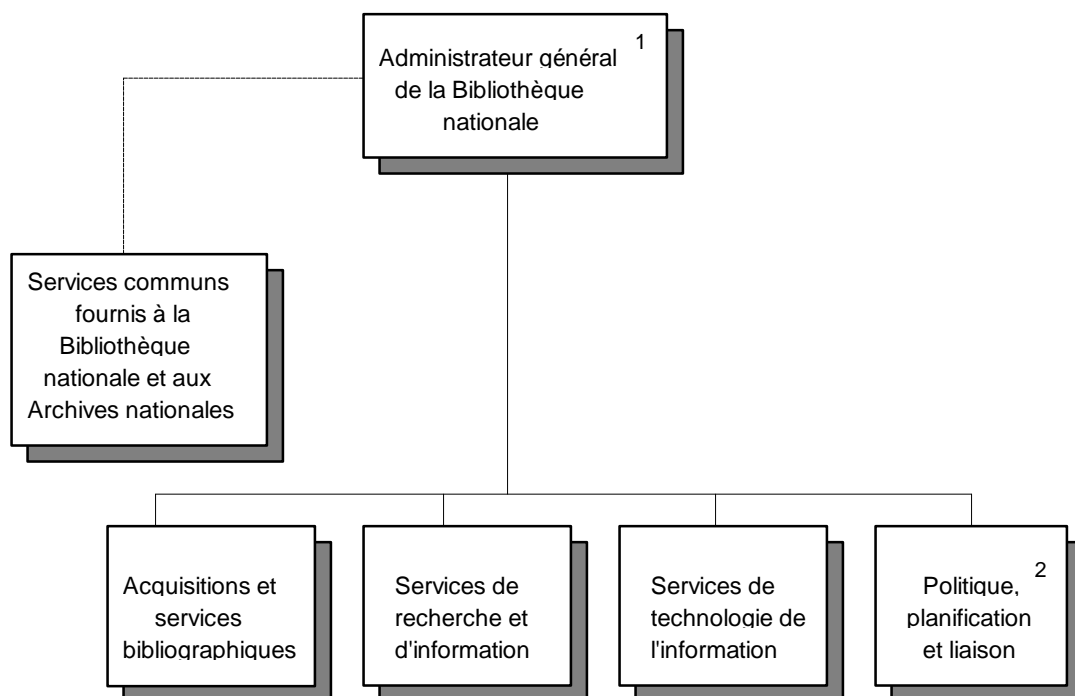 Administrateur général 1
de la Bibliothèque
nationale
Services communs
fournis à la
Bibliothèque
nationale et aux
Archives nationales
Acquisitions et
services
bibliographiques
Services de
recherche et
d'information
Services de
technologie de
l'information
Politique, 2
planification
et liaison